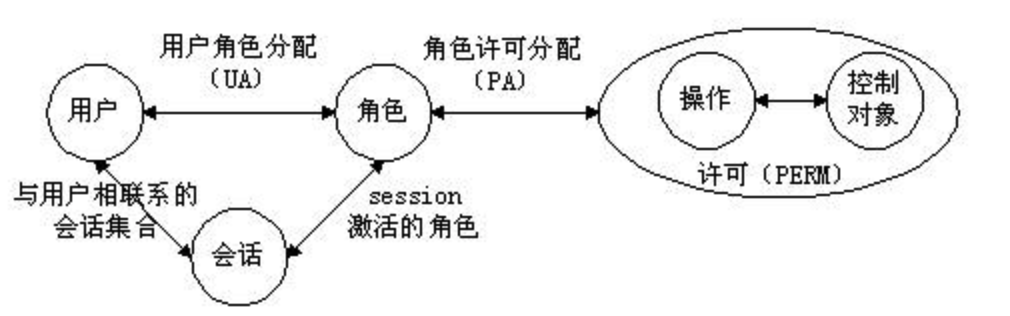 用户角色分配
（UA）
角色许可分配
（PA）
用户
角色
操作
控制
对象
许可（PERM）
与用户相联系的
会话集合
session
激活的角色
会话